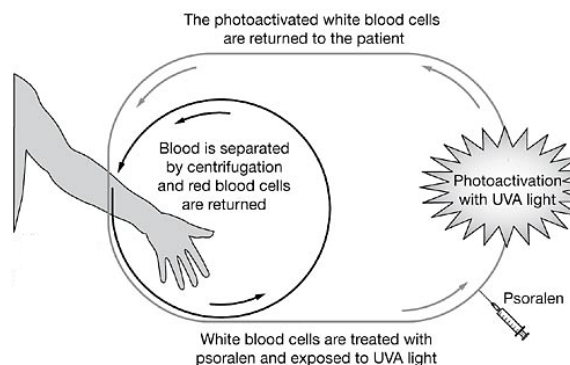 The photoactivated white blood cells
are returned to the patient
Blood is separated
by centrifugation
and red blood cells
are returned
Photoactivation
with UVA light
Psoralen
White blood cells are treated with
psoralen and exposed to UVA light